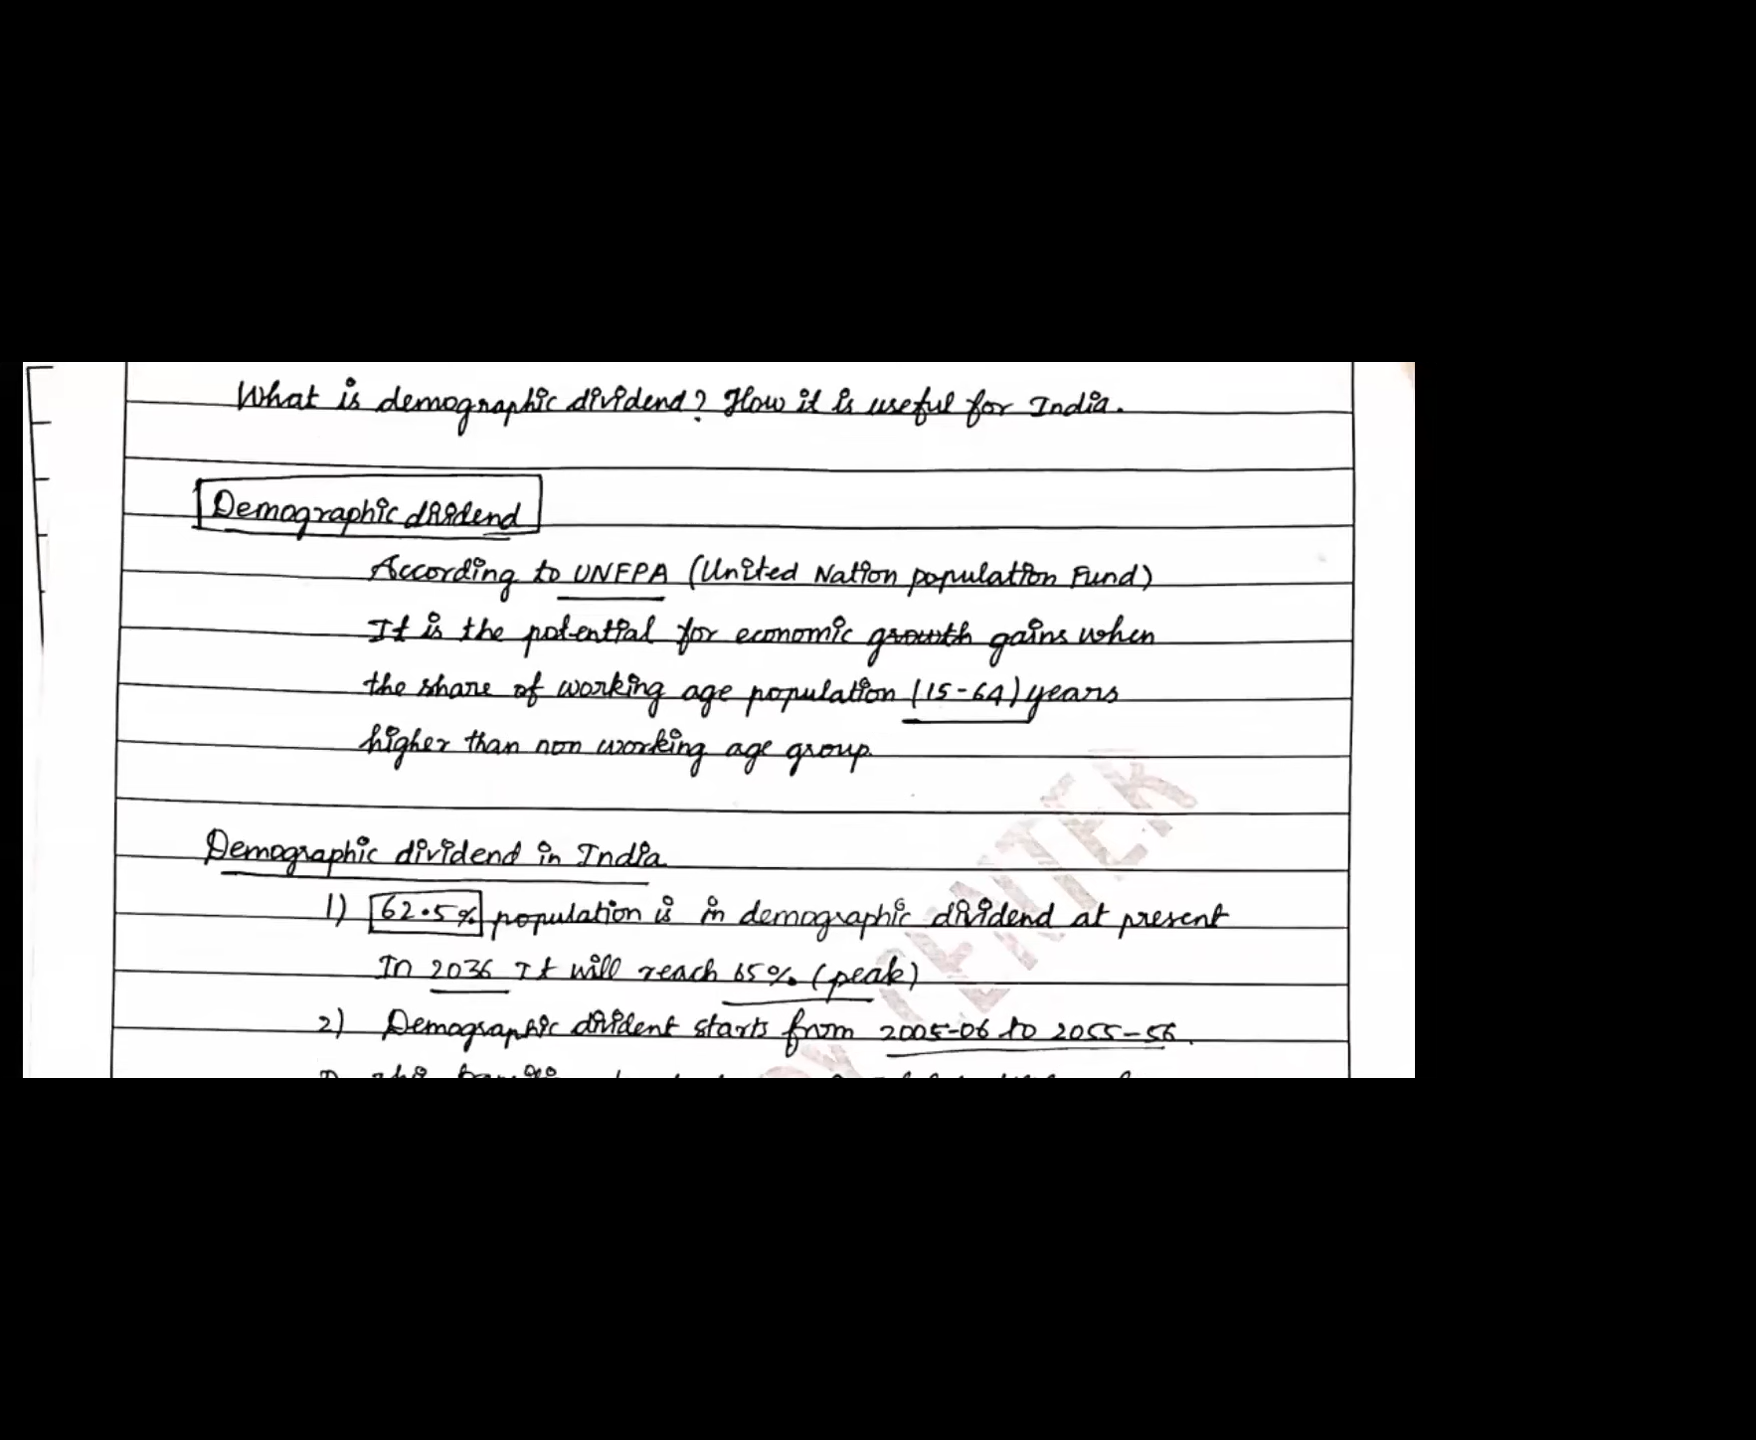 What is demographic dividend? How it is useful for India.
Demographic dividend
According to UNFPA (United Nation population Fund)
It is the potential for economic growth gains when
the share of working age population (15-64) years
higher than non working age group.
Demographic dividend in India
1) 62.5% population is in demographic dividend at present
In 2036 It will reach 65% (peak)
2) Demographic divident starts from 2005-06 to 2055-56.
CENTER